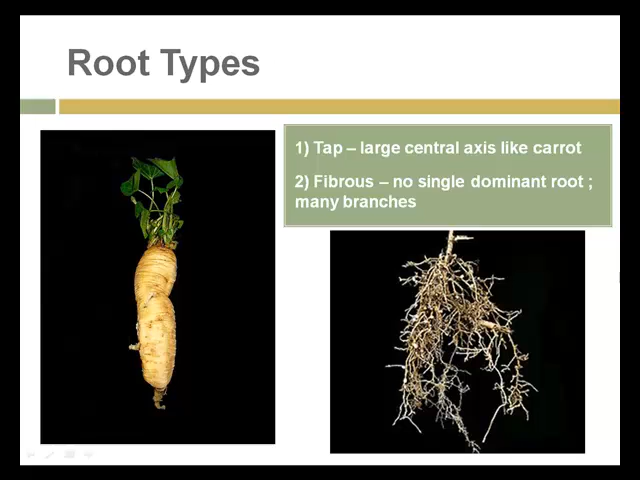 Root Types
1) Tap – large central axis like carrot
2) Fibrous – no single dominant root ;
many branches